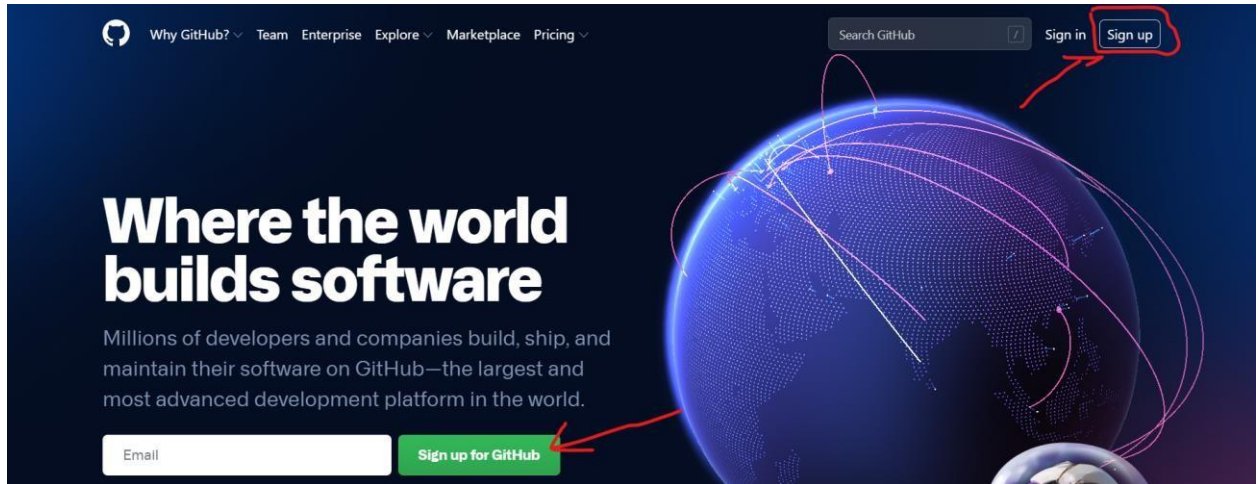 Why GitHub? Team Enterprise Explore Marketplace Pricing Search GitHub / Sign in Sign up
Where the world
builds software
Millions of developers and companies build, ship, and
maintain their software on GitHub—the largest and
most advanced development platform in the world.
Email Sign up for GitHub